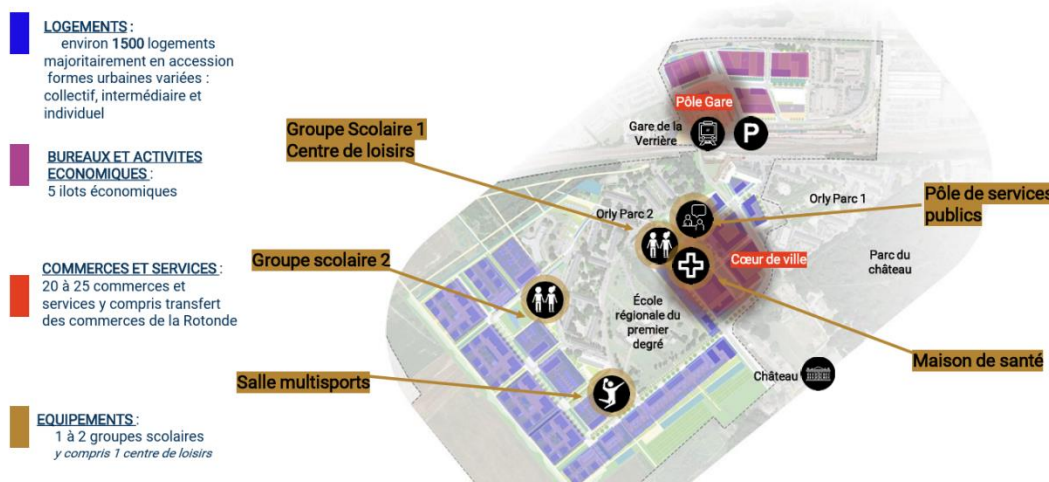 LOGEMENTS :
environ 1500 logements
majoritairement en accession
formes urbaines variées :
collectif, intermédiaire et
individuel
BUREAUX ET ACTIVITES
ECONOMIQUES :
5 ilots économiques
COMMERCES ET SERVICES :
20 à 25 commerces et
services y compris transfert
des commerces de la Rotonde
EQUIPEMENTS :
1 à 2 groupes scolaires
y compris 1 centre de loisirs
Pôle Gare
Gare de la
Verrière
P
Groupe Scolaire 1
Centre de loisirs
Orly Parc 2
Orly Parc 1
Pôle de services
publics
Groupe scolaire 2
Cœur de ville
Parc du
château
École
régionale du
premier
degré
Maison de santé
Château
Salle multisports